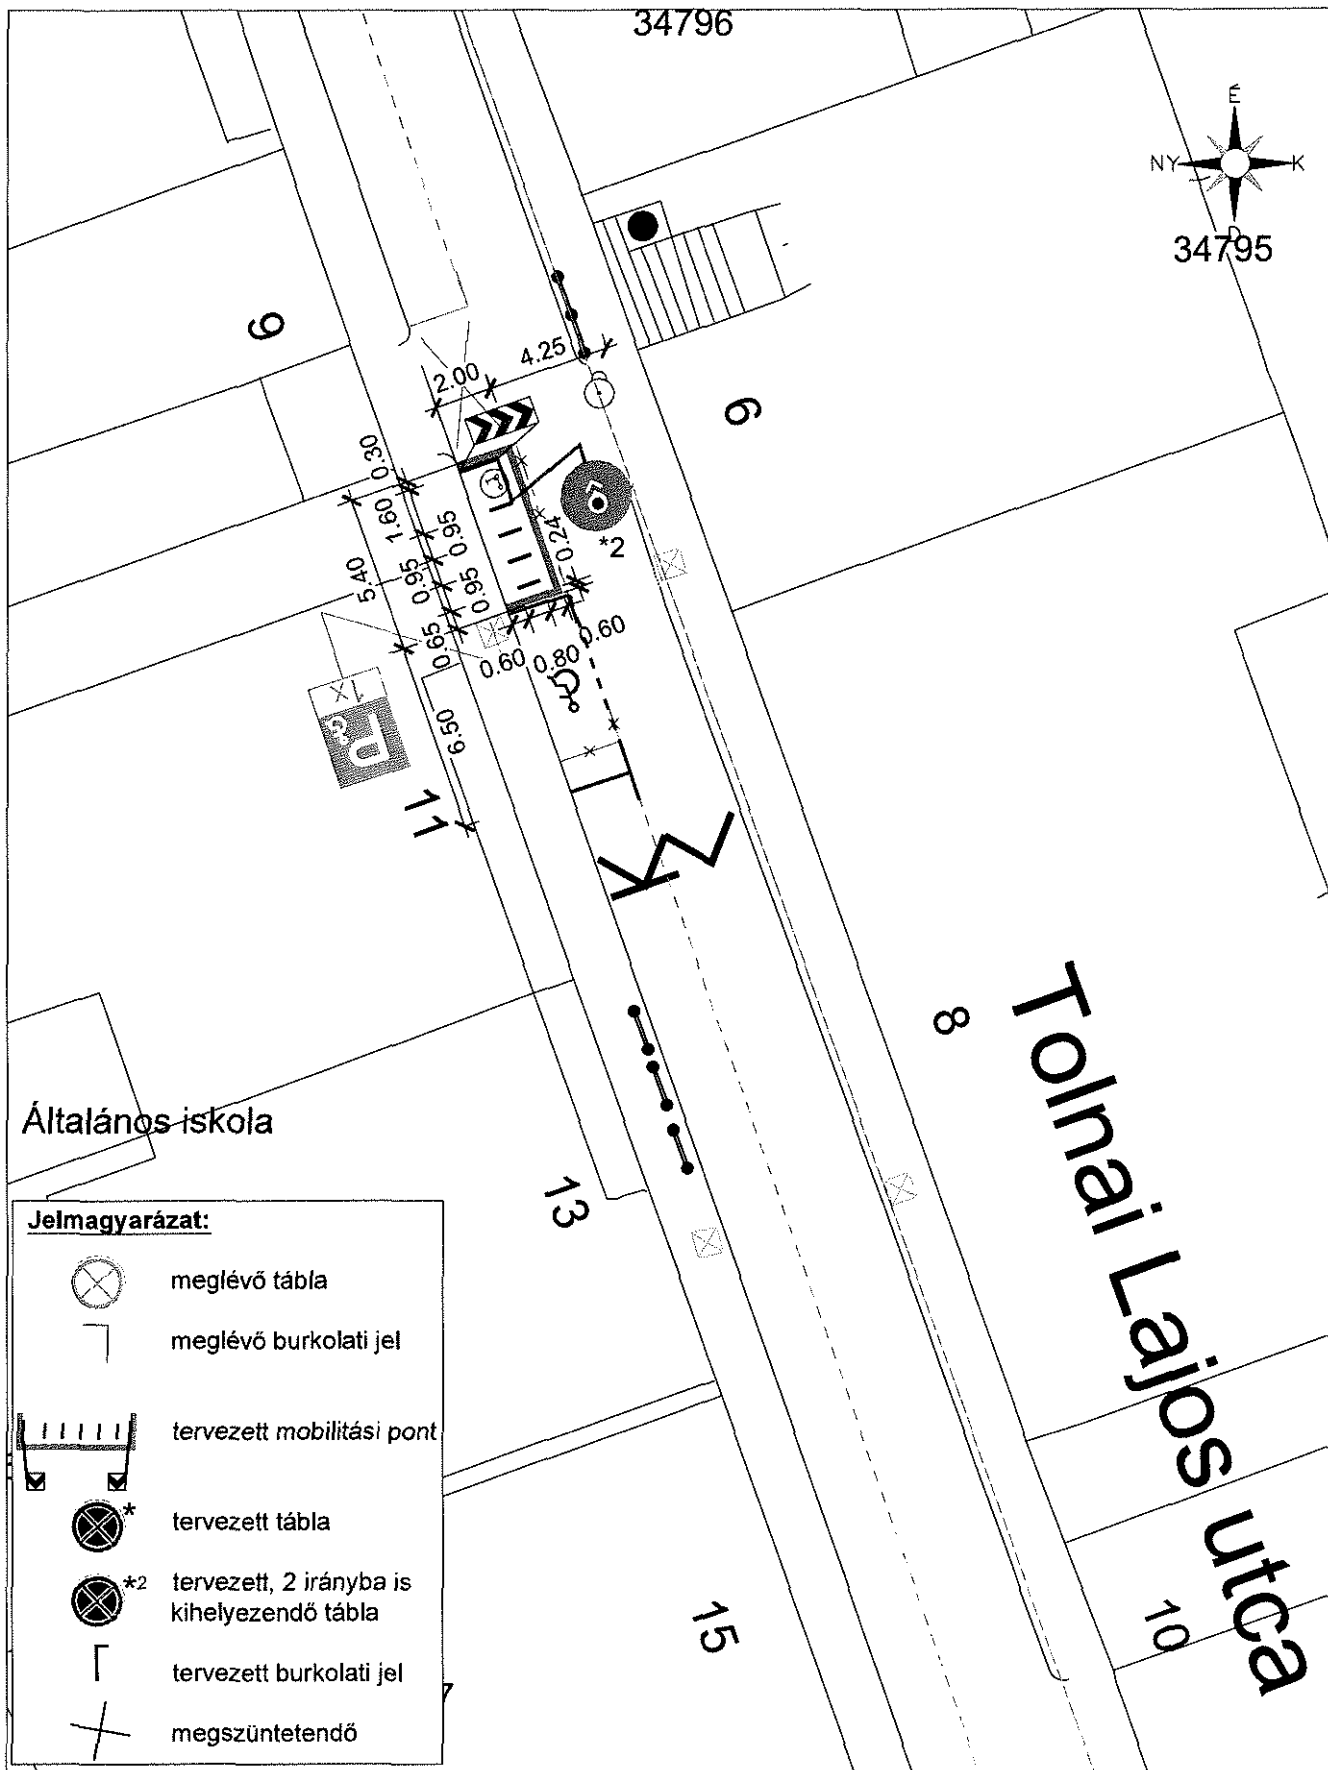 34796
É
NY
K
D
34795
9
6
4.25
2.00
0.30
1.60
0.95
5.40
0.95
0.95
0.65
0.24
*2
0.60
0.80
0.60
6.50
1X
P
11
8
Tolnai Lajos utca
Általános iskola
13
15
10
Jelmagyarázat:
meglévő tábla
meglévő burkolati jel
tervezett mobilitási pont
* tervezett tábla
*2 tervezett, 2 irányba is
kihelyezendő tábla
tervezett burkolati jel
megszüntetendő